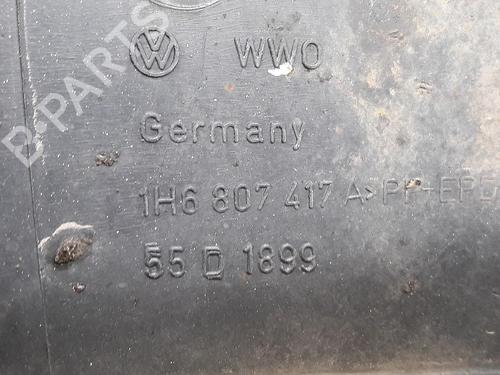 B-PARTS
VW WWO
Germany
1H6 807 417 A >PP-EPD
55 D 1899